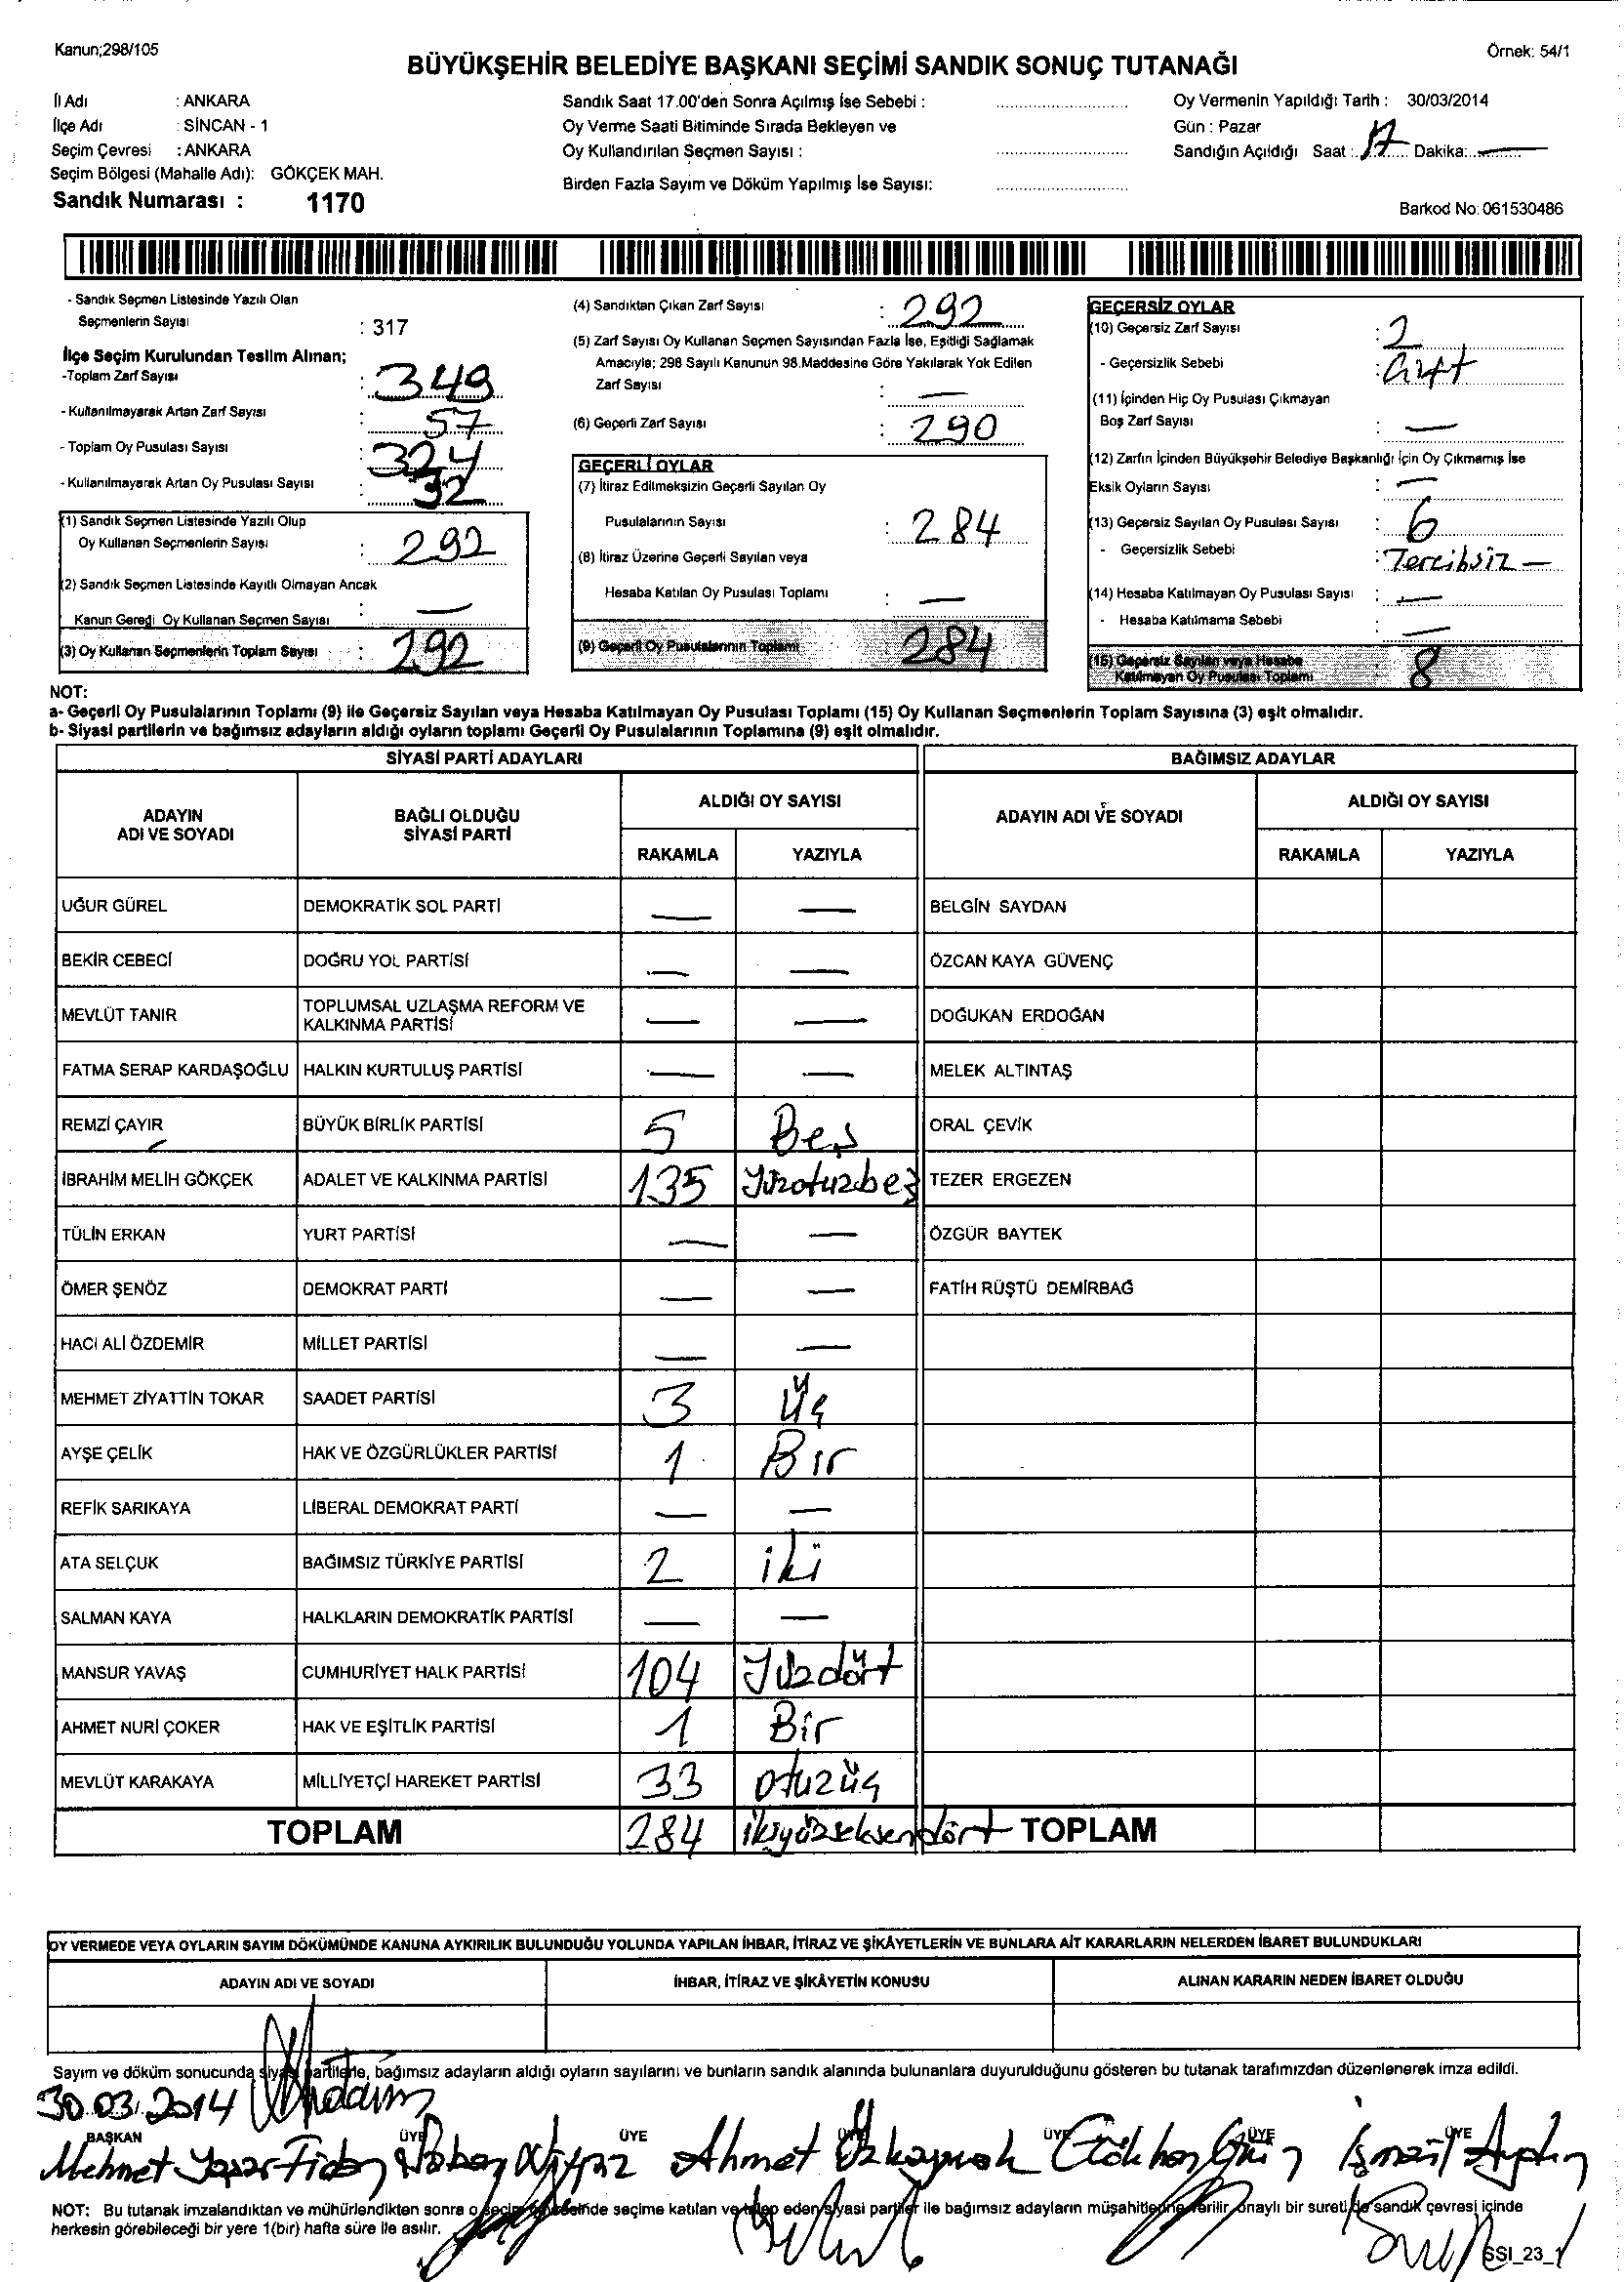 Kanun;298/105
Örnek: 54/1
BÜYÜKŞEHİR BELEDİYE BAŞKANI SEÇİMİ SANDIK SONUÇ TUTANAĞI
İl Adı : ANKARA
İlçe Adı : SİNCAN - 1
Seçim Çevresi : ANKARA
Seçim Bölgesi (Mahalle Adı): GÖKÇEK MAH.
Sandık Numarası : 1170
Sandık Saat 17.00'den Sonra Açılmış İse Sebebi :
Oy Verme Saati Bitiminde Sırada Bekleyen ve
Oy Kullandırılan Seçmen Sayısı :
Birden Fazla Sayım ve Döküm Yapılmış İse Sayısı:
Oy Vermenin Yapıldığı Tarih : 30/03/2014
Gün : Pazar
Sandığın Açıldığı Saat : 17 Dakika: —
Barkod No: 061530486
- Sandık Seçmen Listesinde Yazılı Olan
Seçmenlerin Sayısı : 317
İlçe Seçim Kurulundan Teslim Alınan;
-Toplam Zarf Sayısı : 349
- Kullanılmayarak Artan Zarf Sayısı : 57
- Toplam Oy Pusulası Sayısı : 324
- Kullanılmayarak Artan Oy Pusulası Sayısı : 32
(1) Sandık Seçmen Listesinde Yazılı Olup
Oy Kullanan Seçmenlerin Sayısı : 292
(2) Sandık Seçmen Listesinde Kayıtlı Olmayan Ancak
Kanun Gereği Oy Kullanan Seçmen Sayısı : —
(3) Oy Kullanan Seçmenlerin Toplam Sayısı : 292
(4) Sandıktan Çıkan Zarf Sayısı : 292
(5) Zarf Sayısı Oy Kullanan Seçmen Sayısından Fazla İse, Eşitliği Sağlamak
Amacıyla; 298 Sayılı Kanunun 98.Maddesine Göre Yakılarak Yok Edilen
Zarf Sayısı : —
(6) Geçerli Zarf Sayısı : 290
GEÇERLİ OYLAR
(7) İtiraz Edilmeksizin Geçerli Sayılan Oy
Pusulalarının Sayısı : 284
(8) İtiraz Üzerine Geçerli Sayılan veya
Hesaba Katılan Oy Pusulası Toplamı : —
(9) Geçerli Oy Pusulalarının Toplamı 284
GEÇERSİZ OYLAR
(10) Geçersiz Zarf Sayısı : 2
- Geçersizlik Sebebi : Çift
(11) İçinden Hiç Oy Pusulası Çıkmayan
Boş Zarf Sayısı : —
(12) Zarfın İçinden Büyükşehir Belediye Başkanlığı İçin Oy Çıkmamış İse
Eksik Oyların Sayısı : —
(13) Geçersiz Sayılan Oy Pusulası Sayısı : 6
- Geçersizlik Sebebi : Tercihsiz —
(14) Hesaba Katılmayan Oy Pusulası Sayısı : —
- Hesaba Katılmama Sebebi : —
(15) Geçersiz Sayılan veya Hesaba
Katılmayan Oy Pusulası Toplamı 8
NOT:
a- Geçerli Oy Pusulalarının Toplamı (9) ile Geçersiz Sayılan veya Hesaba Katılmayan Oy Pusulası Toplamı (15) Oy Kullanan Seçmenlerin Toplam Sayısına (3) eşit olmalıdır.
b- Siyasi partilerin ve bağımsız adayların aldığı oyların toplamı Geçerli Oy Pusulalarının Toplamına (9) eşit olmalıdır.
SİYASİ PARTİ ADAYLARI BAĞIMSIZ ADAYLAR
ADAYIN ADI VE SOYADI BAĞLI OLDUĞU SİYASİ PARTİ ALDIĞI OY SAYISI ADAYIN ADI VE SOYADI ALDIĞI OY SAYISI
RAKAMLA YAZIYLA RAKAMLA YAZIYLA
UĞUR GÜREL DEMOKRATİK SOL PARTİ — — BELGİN SAYDAN
BEKİR CEBECİ DOĞRU YOL PARTİSİ — — ÖZCAN KAYA GÜVENÇ
MEVLÜT TANIR TOPLUMSAL UZLAŞMA REFORM VE KALKINMA PARTİSİ — — DOĞUKAN ERDOĞAN
FATMA SERAP KARDAŞOĞLU HALKIN KURTULUŞ PARTİSİ — — MELEK ALTINTAŞ
REMZİ ÇAYIR BÜYÜK BİRLİK PARTİSİ 5 Beş ORAL ÇEVİK
İBRAHİM MELİH GÖKÇEK ADALET VE KALKINMA PARTİSİ 135 Yüzotuzbeş TEZER ERGEZEN
TÜLİN ERKAN YURT PARTİSİ — — ÖZGÜR BAYTEK
ÖMER ŞENÖZ DEMOKRAT PARTİ — — FATİH RÜŞTÜ DEMİRBAĞ
HACI ALİ ÖZDEMİR MİLLET PARTİSİ — —
MEHMET ZİYATTİN TOKAR SAADET PARTİSİ 3 Üç
AYŞE ÇELİK HAK VE ÖZGÜRLÜKLER PARTİSİ 1 Bir
REFİK SARIKAYA LİBERAL DEMOKRAT PARTİ — —
ATA SELÇUK BAĞIMSIZ TÜRKİYE PARTİSİ 2 iki
SALMAN KAYA HALKLARIN DEMOKRATİK PARTİSİ — —
MANSUR YAVAŞ CUMHURİYET HALK PARTİSİ 104 Yüzdört
AHMET NURİ ÇOKER HAK VE EŞİTLİK PARTİSİ 1 Bir
MEVLÜT KARAKAYA MİLLİYETÇİ HAREKET PARTİSİ 33 otuzüç
TOPLAM 284 ikiyüzseksendört TOPLAM
OY VERMEDE VEYA OYLARIN SAYIM DÖKÜMÜNDE KANUNA AYKIRILIK BULUNDUĞU YOLUNDA YAPILAN İHBAR, İTİRAZ VE ŞİKÂYETLERİN VE BUNLARA AİT KARARLARIN NELERDEN İBARET BULUNDUKLARI
ADAYIN ADI VE SOYADI İHBAR, İTİRAZ VE ŞİKÂYETİN KONUSU ALINAN KARARIN NEDEN İBARET OLDUĞU
Sayım ve döküm sonucunda siyasi partilerle, bağımsız adayların aldığı oyların sayılarını ve bunların sandık alanında bulunanlara duyurulduğunu gösteren bu tutanak tarafımızdan düzenlenerek imza edildi.
30.03.2014
BAŞKAN ÜYE ÜYE ÜYE ÜYE ÜYE
Mehmet Yaşar Ahmet Özkaynak Gökhan İsmail Aydın
NOT: Bu tutanak imzalandıktan ve mühürlendikten sonra o seçim seçime katılan ve talep eden siyasi partiler ile bağımsız adayların müşahitlerine verilir, onaylı bir sureti de sandık çevresi içinde
herkesin görebileceği bir yere 1(bir) hafta süre ile asılır.
SSI_23_1